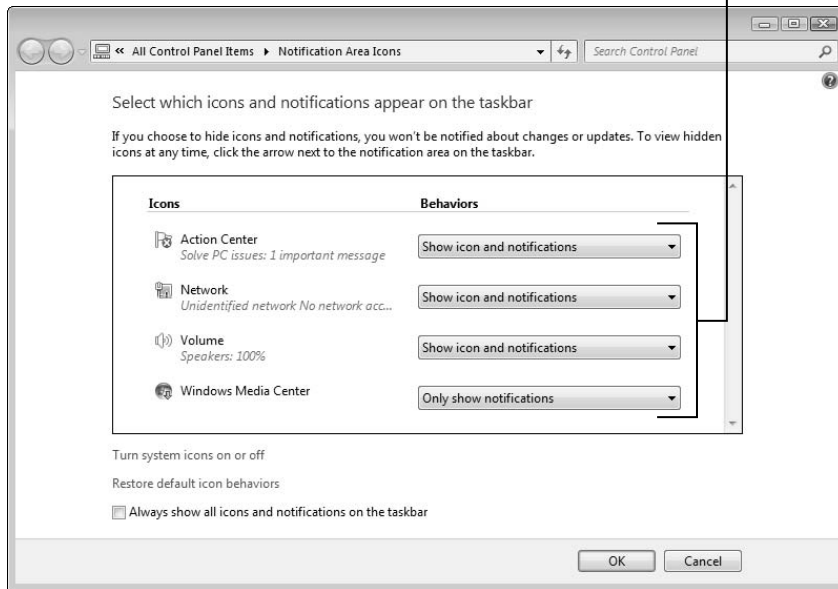 « All Control Panel Items ▸ Notification Area Icons
Search Control Panel
Select which icons and notifications appear on the taskbar
If you choose to hide icons and notifications, you won't be notified about changes or updates. To view hidden
icons at any time, click the arrow next to the notification area on the taskbar.
Icons Behaviors
Action Center Show icon and notifications
Solve PC issues: 1 important message
Network Show icon and notifications
Unidentified network No network acc...
Volume Show icon and notifications
Speakers: 100%
Windows Media Center Only show notifications
Turn system icons on or off
Restore default icon behaviors
Always show all icons and notifications on the taskbar
OK Cancel